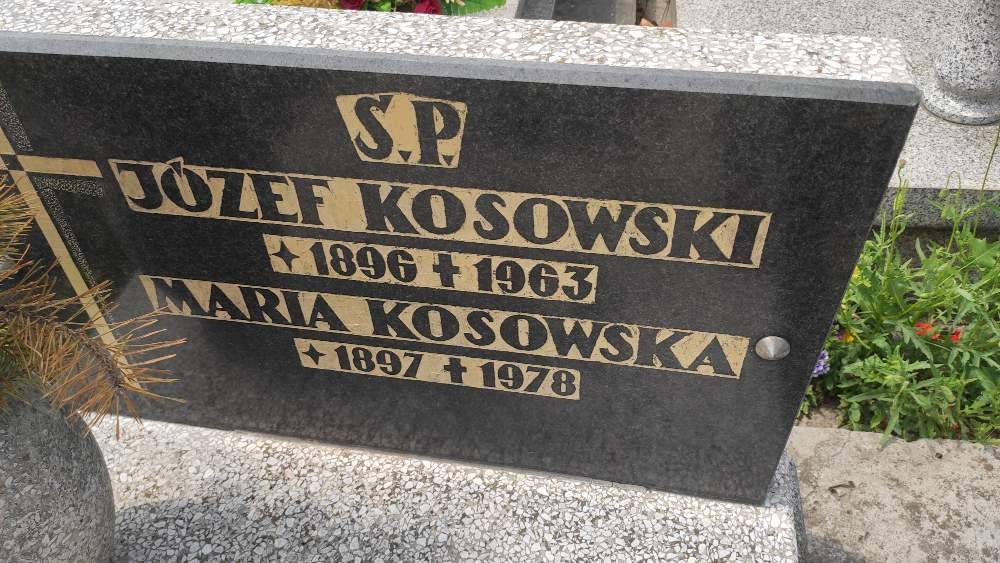 S.P.
JÓZEF KOSOWSKI
✦ 1896 ✝ 1963
MARIA KOSOWSKA
✦ 1897 ✝ 1978